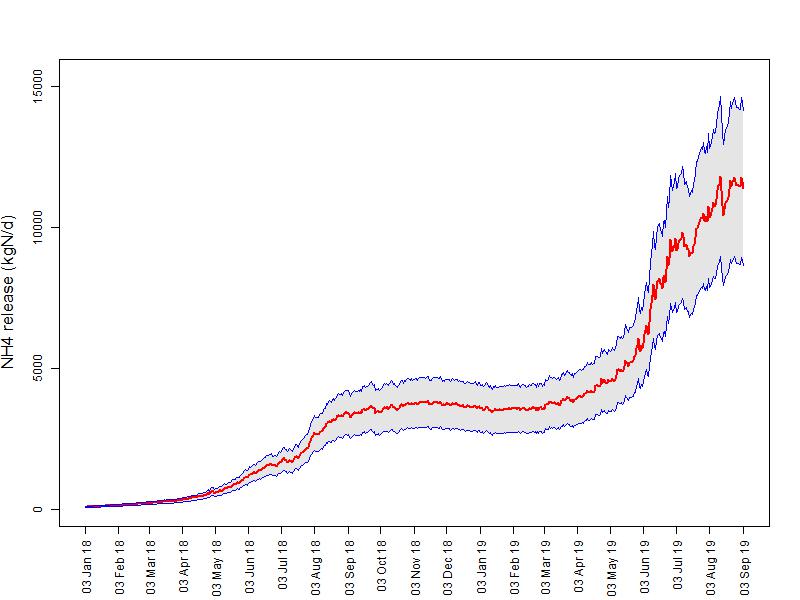 NH4 release (kgN/d)
15000
10000
5000
0
03 Jan 18
03 Feb 18
03 Mar 18
03 Apr 18
03 May 18
03 Jun 18
03 Jul 18
03 Aug 18
03 Sep 18
03 Oct 18
03 Nov 18
03 Dec 18
03 Jan 19
03 Feb 19
03 Mar 19
03 Apr 19
03 May 19
03 Jun 19
03 Jul 19
03 Aug 19
03 Sep 19